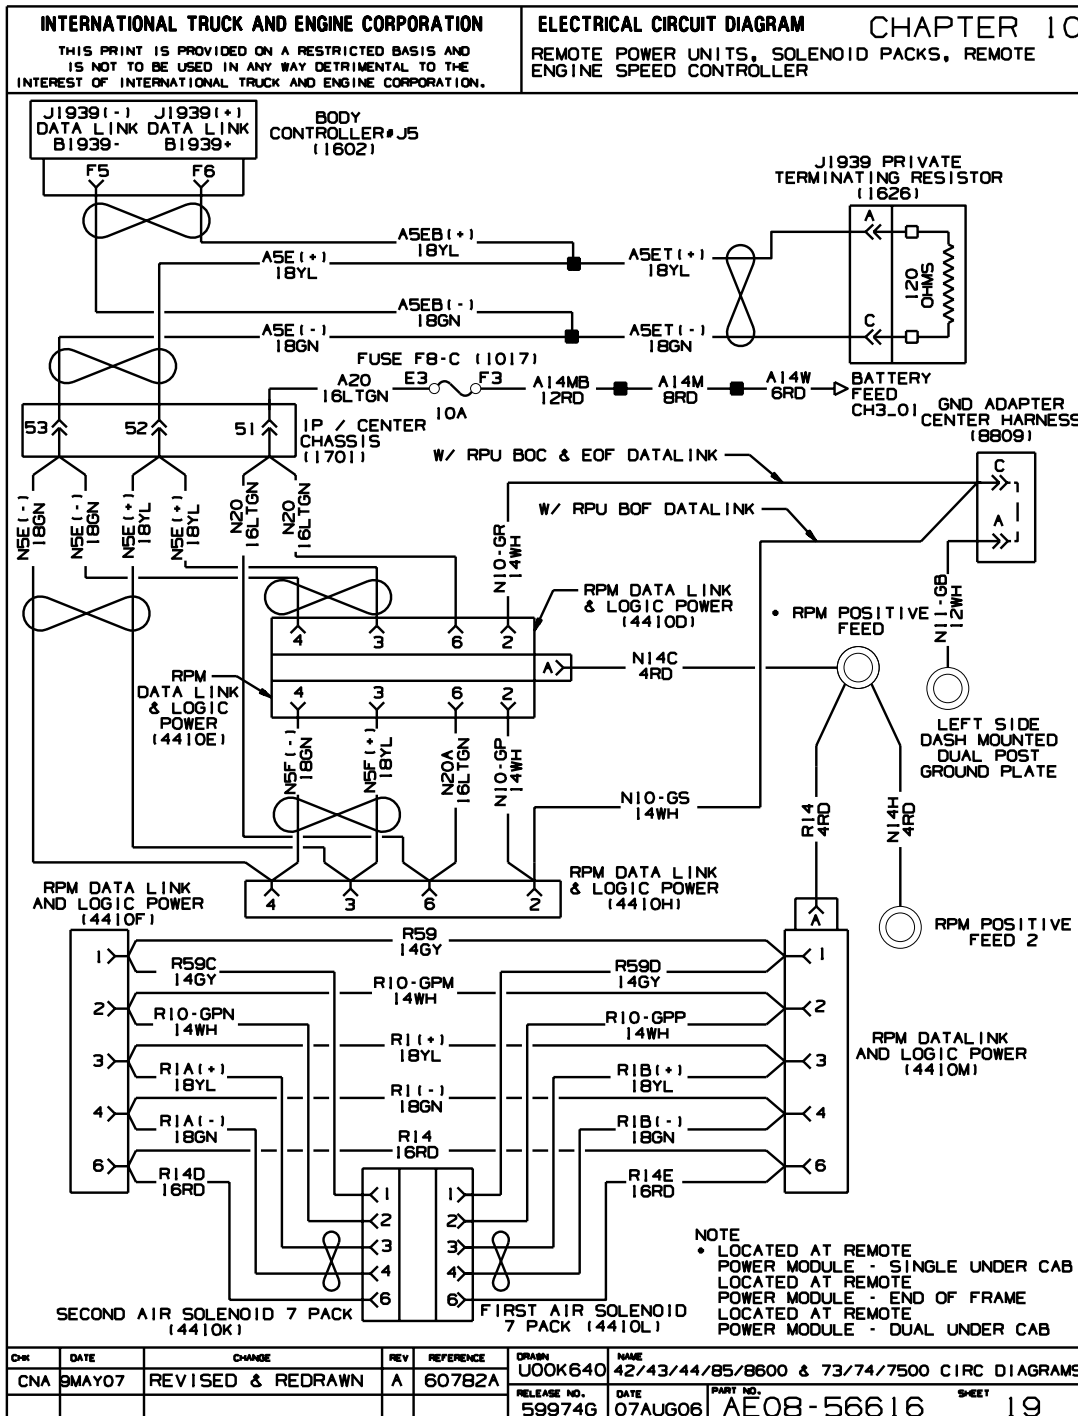 INTERNATIONAL TRUCK AND ENGINE CORPORATION
THIS PRINT IS PROVIDED ON A RESTRICTED BASIS AND
IS NOT TO BE USED IN ANY WAY DETRIMENTAL TO THE
INTEREST OF INTERNATIONAL TRUCK AND ENGINE CORPORATION.
ELECTRICAL CIRCUIT DIAGRAM
CHAPTER 10
REMOTE POWER UNITS, SOLENOID PACKS, REMOTE
ENGINE SPEED CONTROLLER
J1939(-) J1939(+)
DATA LINK DATA LINK
B1939- B1939+
F5 F6
BODY
CONTROLLER#J5
(1602)
J1939 PRIVATE
TERMINATING RESISTOR
(1626)
A
120
OHMS
C
A5EB(+)
18YL
A5E(+)
18YL
A5ET(+)
18YL
A5EB(-)
18GN
A5E(-)
18GN
A5ET(-)
18GN
FUSE F8-C (1017)
A20
16LTGN
E3 F3
10A
A14MB
12RD
A14M
8RD
A14W
6RD
BATTERY
FEED
CH3_01
53 52 51
IP / CENTER
CHASSIS
(1701)
GND ADAPTER
CENTER HARNESS
(8809)
C
A
W/ RPU BOC & EOF DATALINK
W/ RPU BOF DATALINK
N5E(-)
18GN
N5E(-)
18GN
N5E(+)
18YL
N5E(+)
18YL
N20
16LTGN
N20
16LTGN
N10-GR
14WH
N11-GB
12WH
RPM DATA LINK
& LOGIC POWER
(4410D)
• RPM POSITIVE
FEED
4 3 6 2
A
N14C
4RD
4 3 6 2
RPM
DATA LINK
& LOGIC
POWER
(4410E)
LEFT SIDE
DASH MOUNTED
DUAL POST
GROUND PLATE
N5F(-)
18GN
N5F(+)
18YL
N20A
16LTGN
N10-GP
14WH
N10-GS
14WH
R14
4RD
N14H
4RD
4 3 6 2
RPM DATA LINK
& LOGIC POWER
(4410H)
RPM DATA LINK
AND LOGIC POWER
(4410F)
A
RPM POSITIVE
FEED 2
R59
14GY
R59C
14GY
R59D
14GY
R10-GPM
14WH
R10-GPN
14WH
R10-GPP
14WH
R1(+)
18YL
R1A(+)
18YL
R1B(+)
18YL
R1(-)
18GN
R1A(-)
18GN
R1B(-)
18GN
R14
16RD
R14D
16RD
R14E
16RD
1
2
3
4
6
1
2
3
4
6
RPM DATALINK
AND LOGIC POWER
(4410M)
1 1
2 2
3 3
4 4
6 6
SECOND AIR SOLENOID 7 PACK
(4410K)
FIRST AIR SOLENOID
7 PACK (4410L)
NOTE
• LOCATED AT REMOTE
POWER MODULE - SINGLE UNDER CAB
LOCATED AT REMOTE
POWER MODULE - END OF FRAME
LOCATED AT REMOTE
POWER MODULE - DUAL UNDER CAB
CHK DATE CHANGE REV REFERENCE
CNA 9MAY07 REVISED & REDRAWN A 60782A
DRAWN
U00K640
NAME
42/43/44/85/8600 & 73/74/7500 CIRC DIAGRAMS
RELEASE NO.
59974G
DATE
07AUG06
PART NO.
AE08-56616
SHEET
19